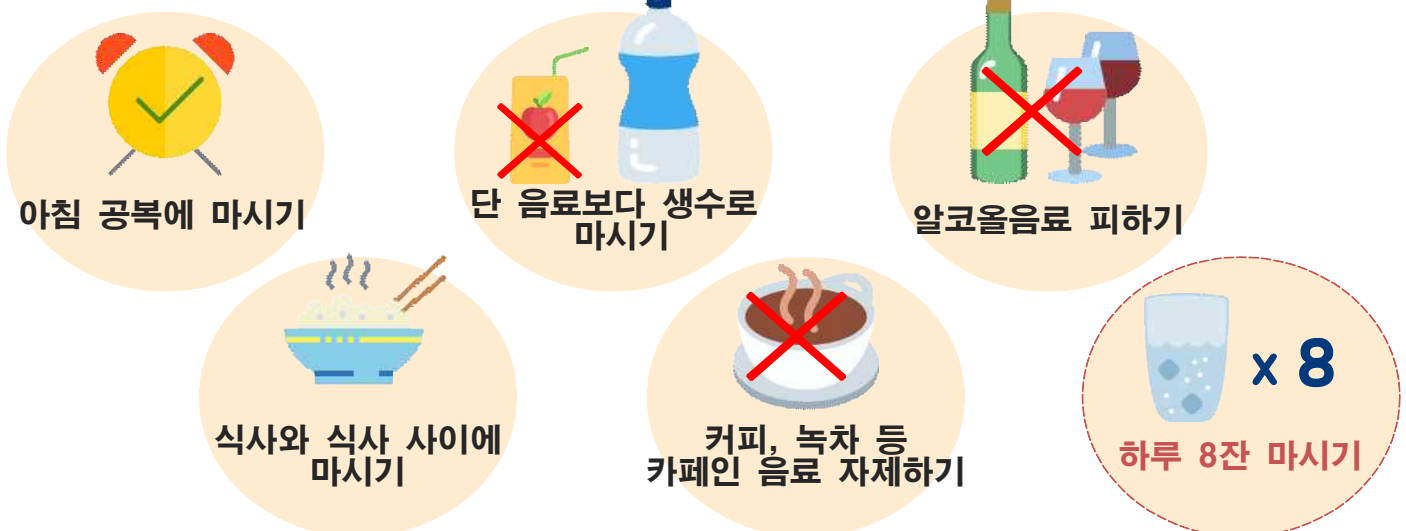 아침 공복에 마시기
단 음료보다 생수로
마시기
알코올음료 피하기
식사와 식사 사이에
마시기
커피, 녹차 등
카페인 음료 자제하기
x 8
하루 8잔 마시기